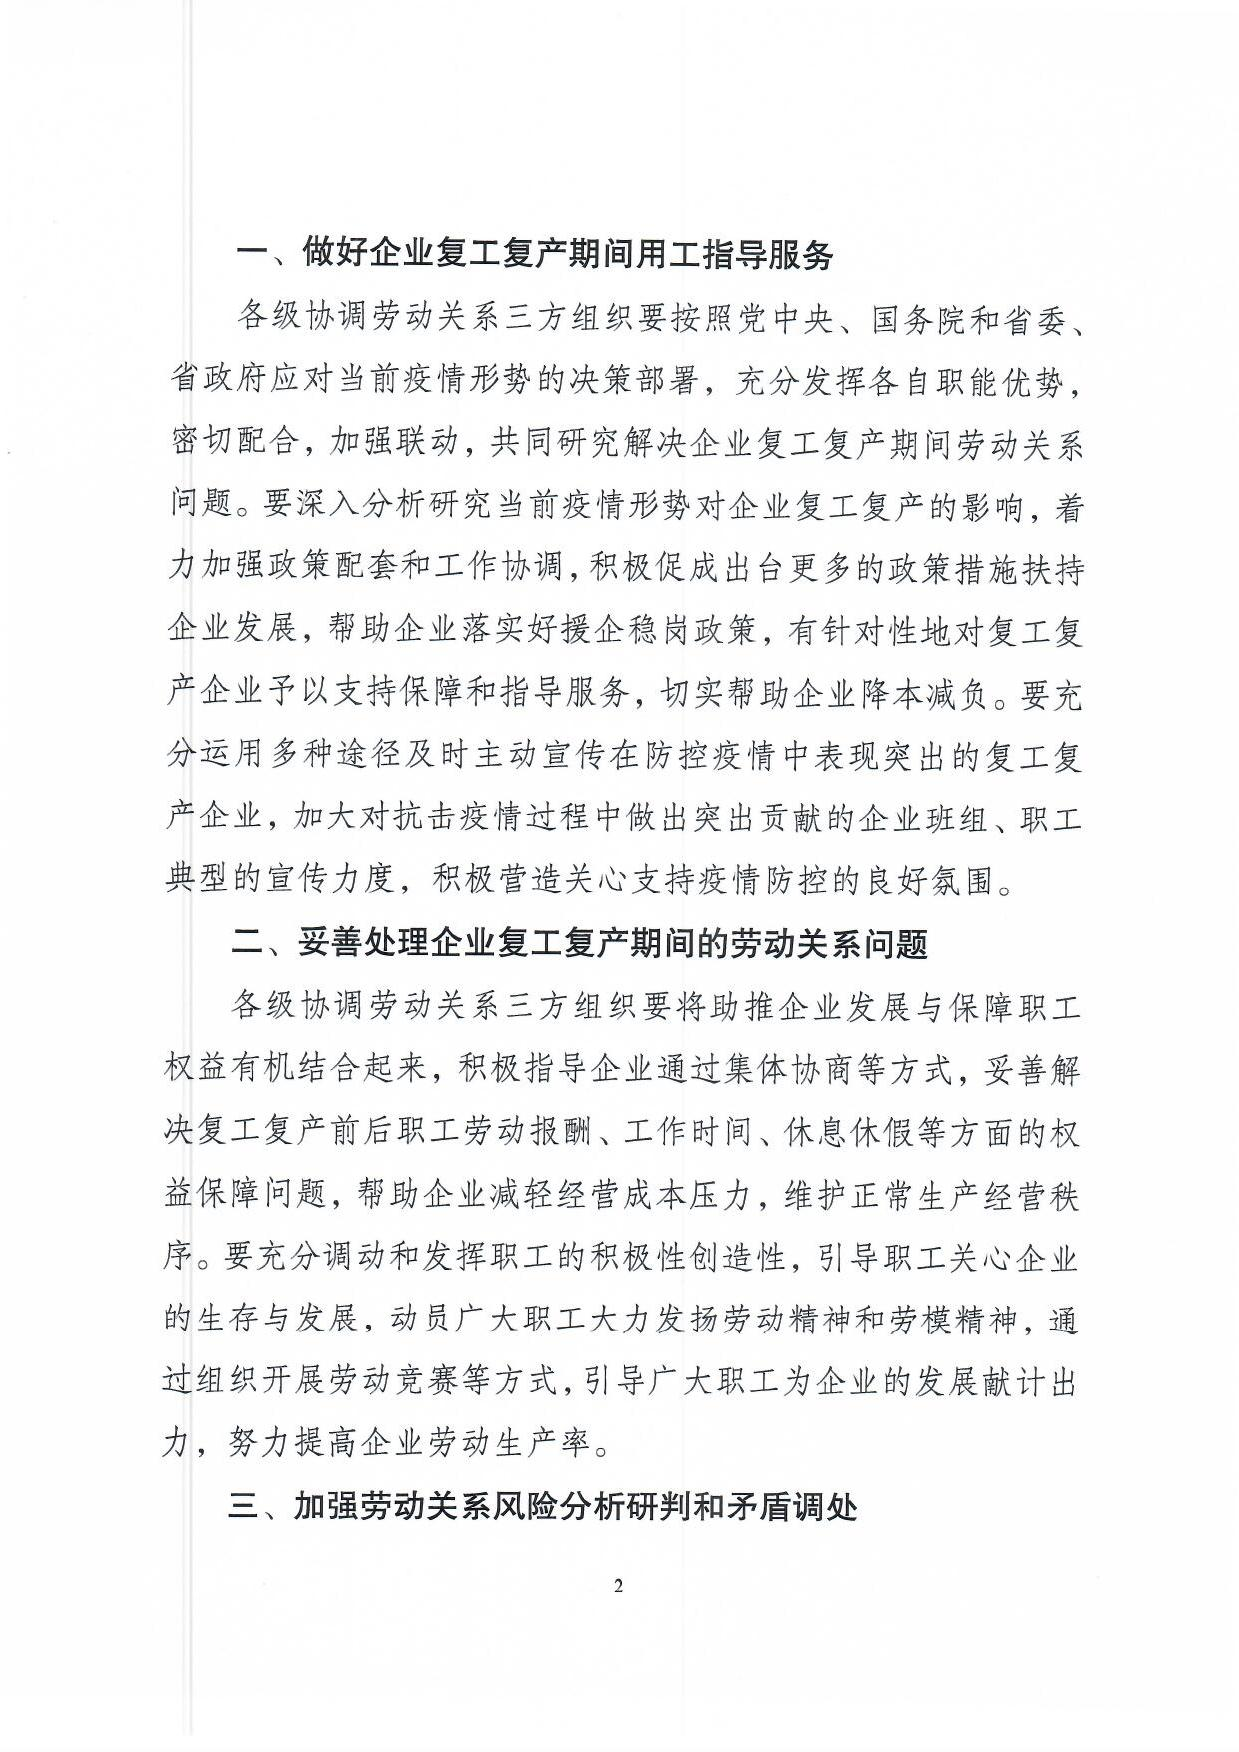 一、做好企业复工复产期间用工指导服务
各级协调劳动关系三方组织要按照党中央、国务院和省委、
省政府应对当前疫情形势的决策部署，充分发挥各自职能优势，
密切配合，加强联动，共同研究解决企业复工复产期间劳动关系
问题。要深入分析研究当前疫情形势对企业复工复产的影响，着
力加强政策配套和工作协调，积极促成出台更多的政策措施扶持
企业发展，帮助企业落实好援企稳岗政策，有针对性地对复工复
产企业予以支持保障和指导服务，切实帮助企业降本减负。要充
分运用多种途径及时主动宣传在防控疫情中表现突出的复工复
产企业，加大对抗击疫情过程中做出突出贡献的企业班组、职工
典型的宣传力度，积极营造关心支持疫情防控的良好氛围。
二、妥善处理企业复工复产期间的劳动关系问题
各级协调劳动关系三方组织要将助推企业发展与保障职工
权益有机结合起来，积极指导企业通过集体协商等方式，妥善解
决复工复产前后职工劳动报酬、工作时间、休息休假等方面的权
益保障问题，帮助企业减轻经营成本压力，维护正常生产经营秩
序。要充分调动和发挥职工的积极性创造性，引导职工关心企业
的生存与发展，动员广大职工大力发扬劳动精神和劳模精神，通
过组织开展劳动竞赛等方式，引导广大职工为企业的发展献计出
力，努力提高企业劳动生产率。
三、加强劳动关系风险分析研判和矛盾调处
2